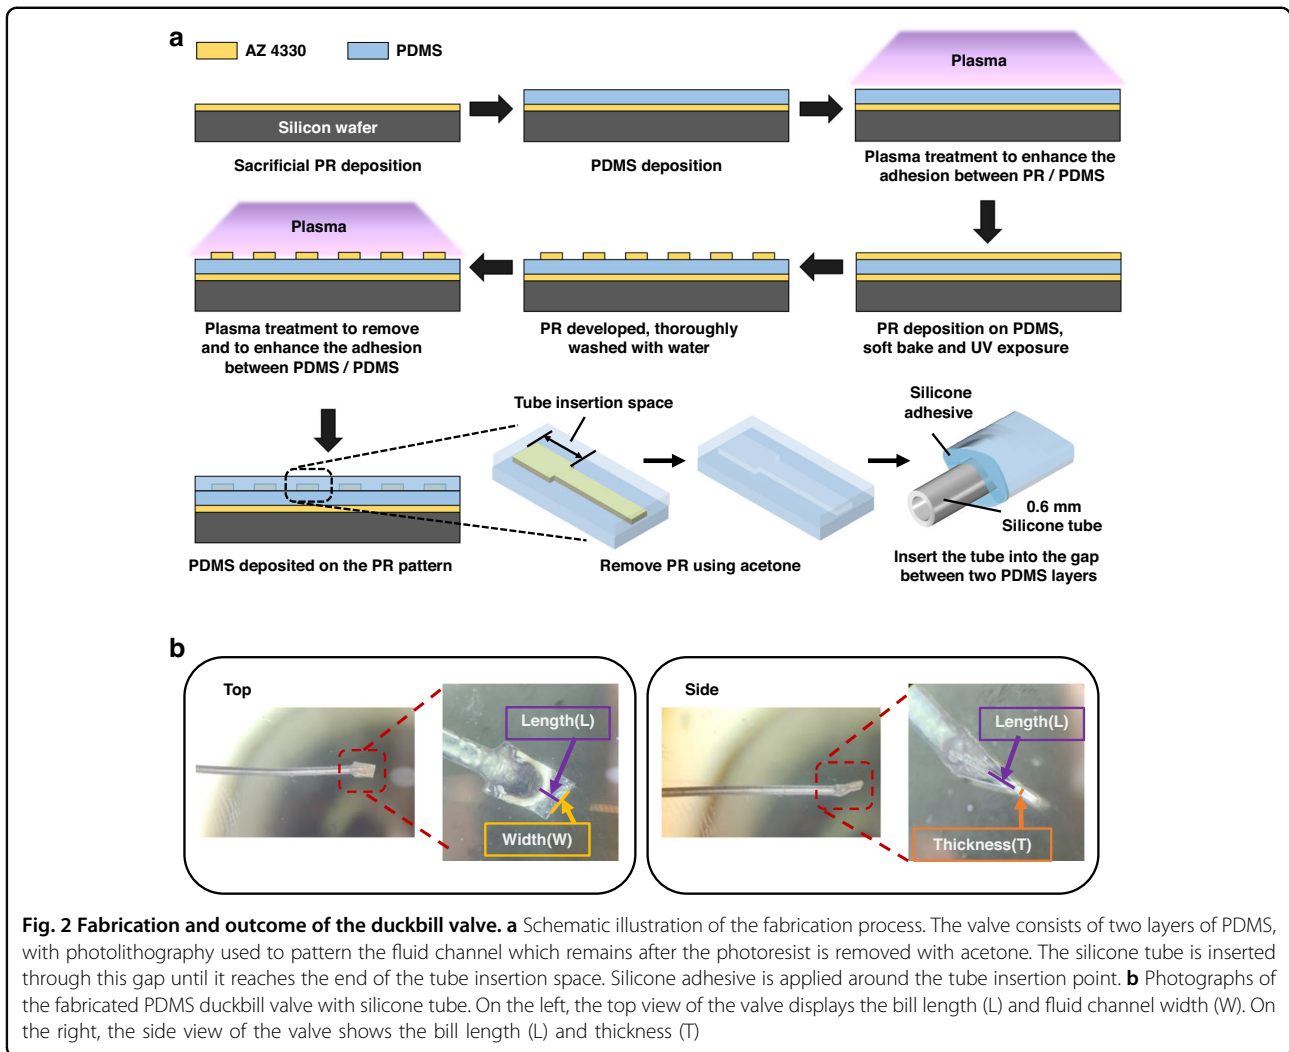 a
AZ 4330
PDMS
Plasma
Silicon wafer
Sacrificial PR deposition
PDMS deposition
Plasma treatment to enhance the
adhesion between PR / PDMS
Plasma
Plasma treatment to remove
and to enhance the adhesion
between PDMS / PDMS
PR developed, thoroughly
washed with water
PR deposition on PDMS,
soft bake and UV exposure
Tube insertion space
Silicone
adhesive
0.6 mm
Silicone tube
PDMS deposited on the PR pattern
Remove PR using acetone
Insert the tube into the gap
between two PDMS layers
b
Top
Length(L)
Width(W)
Side
Length(L)
Thickness(T)
Fig. 2 Fabrication and outcome of the duckbill valve. a Schematic illustration of the fabrication process. The valve consists of two layers of PDMS,
with photolithography used to pattern the fluid channel which remains after the photoresist is removed with acetone. The silicone tube is inserted
through this gap until it reaches the end of the tube insertion space. Silicone adhesive is applied around the tube insertion point. b Photographs of
the fabricated PDMS duckbill valve with silicone tube. On the left, the top view of the valve displays the bill length (L) and fluid channel width (W). On
the right, the side view of the valve shows the bill length (L) and thickness (T)